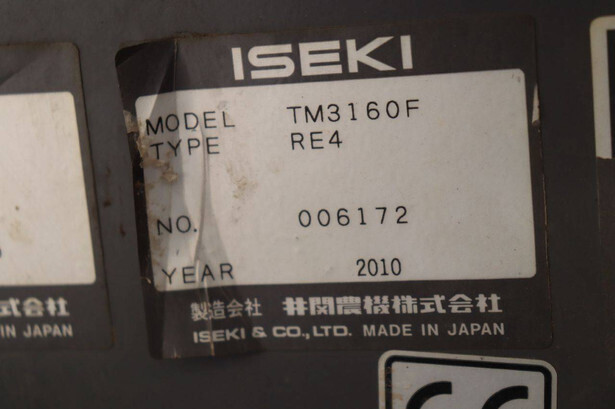 ISEKI
MODEL TM3160F
TYPE RE4
NO. 006172
YEAR 2010
製造会社 井関農機株式会社
ISEKI & CO., LTD. MADE IN JAPAN
式会社
IN JAPAN
CE